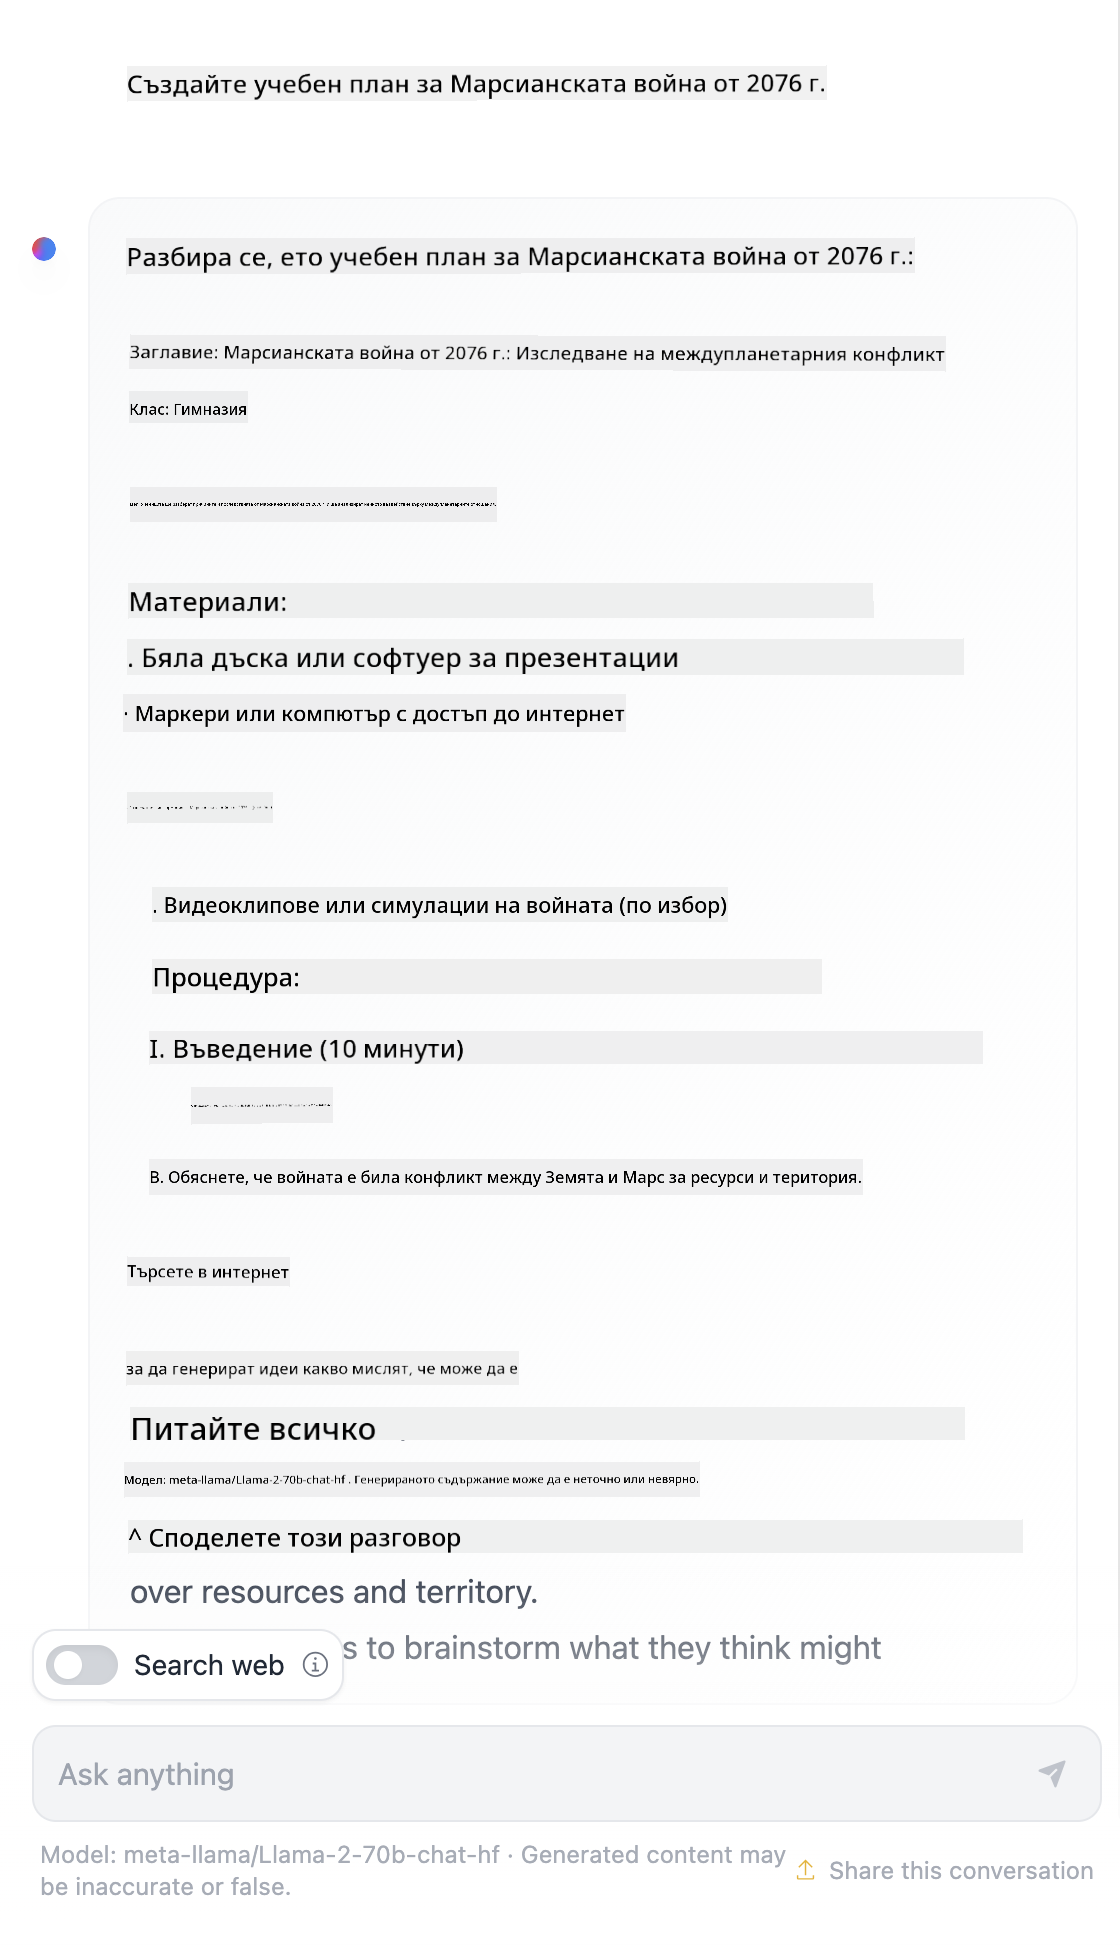 Създайте учебен план за Марсианската война от 2076 г.
Разбира се, ето учебен план за Марсианската война от 2076 г.:
Заглавие: Марсианската война от 2076 г.: Изследване на междупланетарния конфликт
Клас: Гимназия
Материали:
. Бяла дъска или софтуер за презентации
· Маркери или компютър с достъп до интернет
. Видеоклипове или симулации на войната (по избор)
Процедура:
I. Въведение (10 минути)
B. Обяснете, че войната е била конфликт между Земята и Марс за ресурси и територия.
Търсете в интернет
за да генерират идеи какво мислят, че може да е
Питайте всичко
Модел: meta-llama/Llama-2-70b-chat-hf . Генерираното съдържание може да е неточно или невярно.
^ Споделете този разговор
over resources and territory.
s to brainstorm what they think might
Search web
Ask anything
Model: meta-llama/Llama-2-70b-chat-hf · Generated content may
be inaccurate or false.
Share this conversation